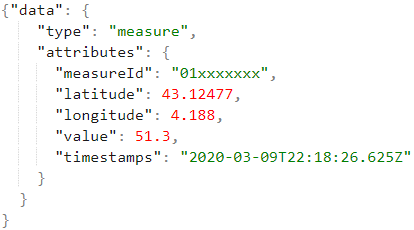 {"data": {
    "type": "measure",
    "attributes": {
      "measureId": "01xxxxxxx",
      "latitude": 43.12477,
      "longitude": 4.188,
      "value": 51.3,
      "timestamps": "2020-03-09T22:18:26.625Z"
    }
  }
}